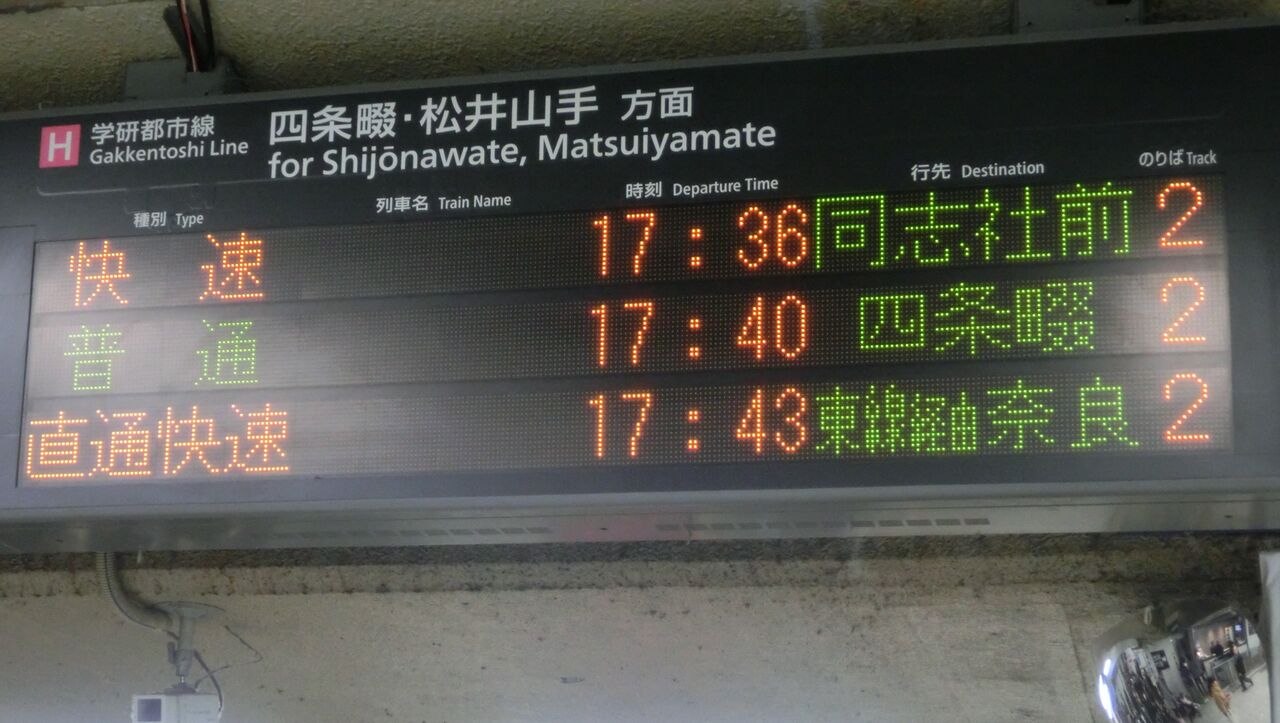 H 学研都市線 四条畷・松井山手 方面
Gakkentoshi Line for Shijōnawate, Matsuiyamate
種別 Type 列車名 Train Name 時刻 Departure Time 行先 Destination のりば Track
快速 17:36 同志社前 2
普通 17:40 四条畷 2
直通快速 17:43 東線経由奈良 2